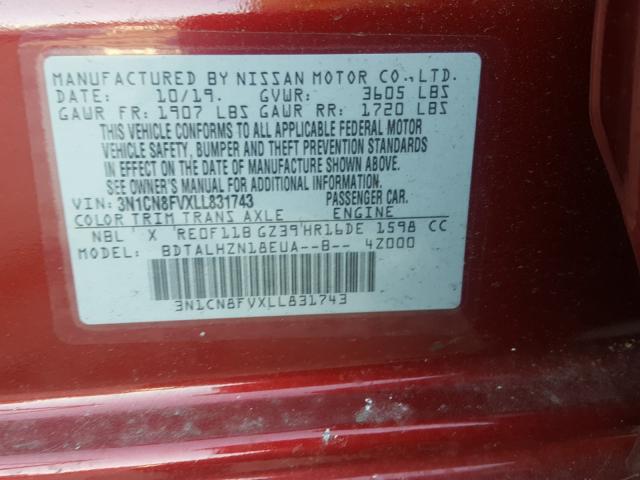 MANUFACTURED BY NISSAN MOTOR CO., LTD.
DATE: 10/19. GVWR: 3605 LBS
GAWR FR: 1907 LBS GAWR RR: 1720 LBS
THIS VEHICLE CONFORMS TO ALL APPLICABLE FEDERAL MOTOR
VEHICLE SAFETY, BUMPER AND THEFT PREVENTION STANDARDS
IN EFFECT ON THE DATE OF MANUFACTURE SHOWN ABOVE.
SEE OWNER'S MANUAL FOR ADDITIONAL INFORMATION.
VIN: 3N1CN8FVXLL831743 PASSENGER CAR.
COLOR TRIM TRANS AXLE ENGINE
NBL X RE0F11B GZ39 HR16DE 1598 CC
MODEL: BDTALHZN18EUA--B-- 4Z000
3N1CN8FVXLL831743